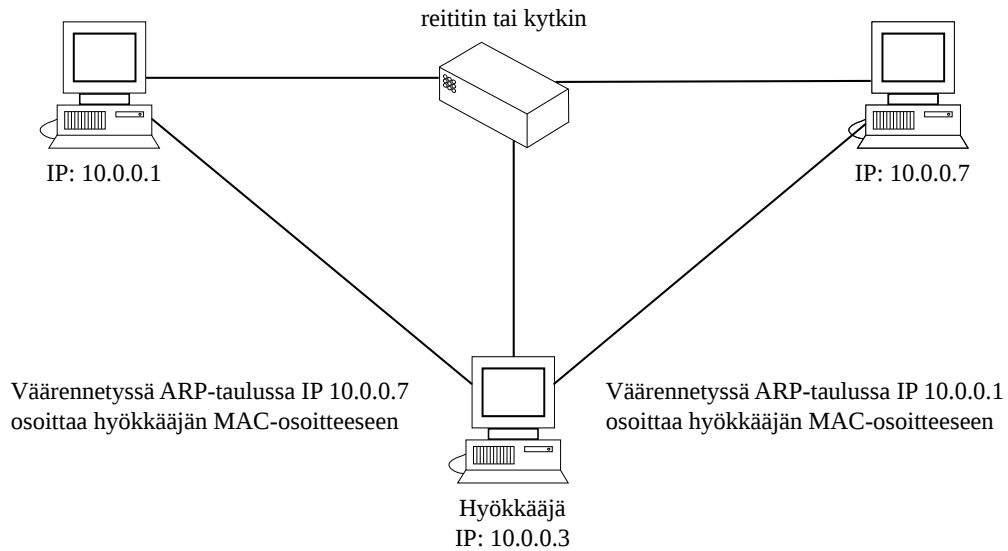 reititin tai kytkin
IP: 10.0.0.1
IP: 10.0.0.7
Väärennetyssä ARP-taulussa IP 10.0.0.7
osoittaa hyökkääjän MAC-osoitteeseen
Väärennetyssä ARP-taulussa IP 10.0.0.1
osoittaa hyökkääjän MAC-osoitteeseen
Hyökkääjä
IP: 10.0.0.3